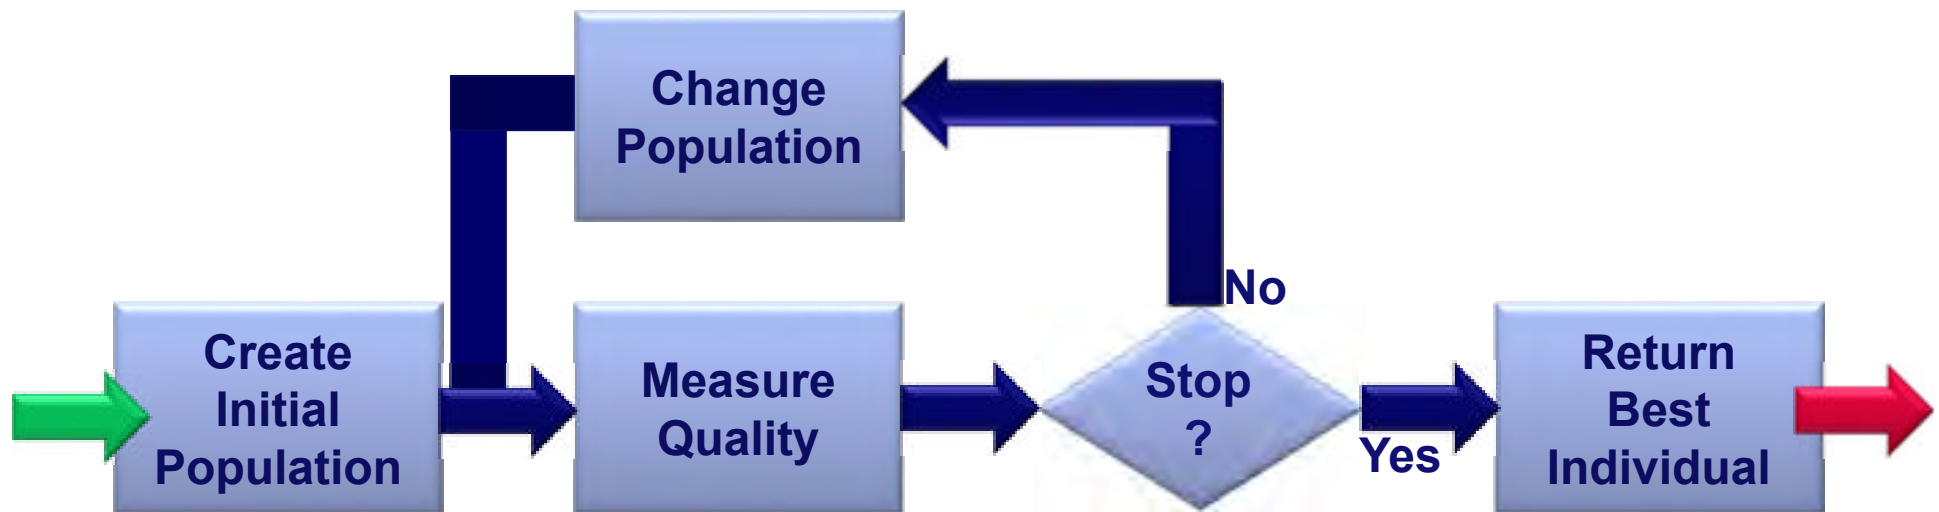 Change
Population
No
Create
Initial
Population
Measure
Quality
Stop
?
Yes
Return
Best
Individual